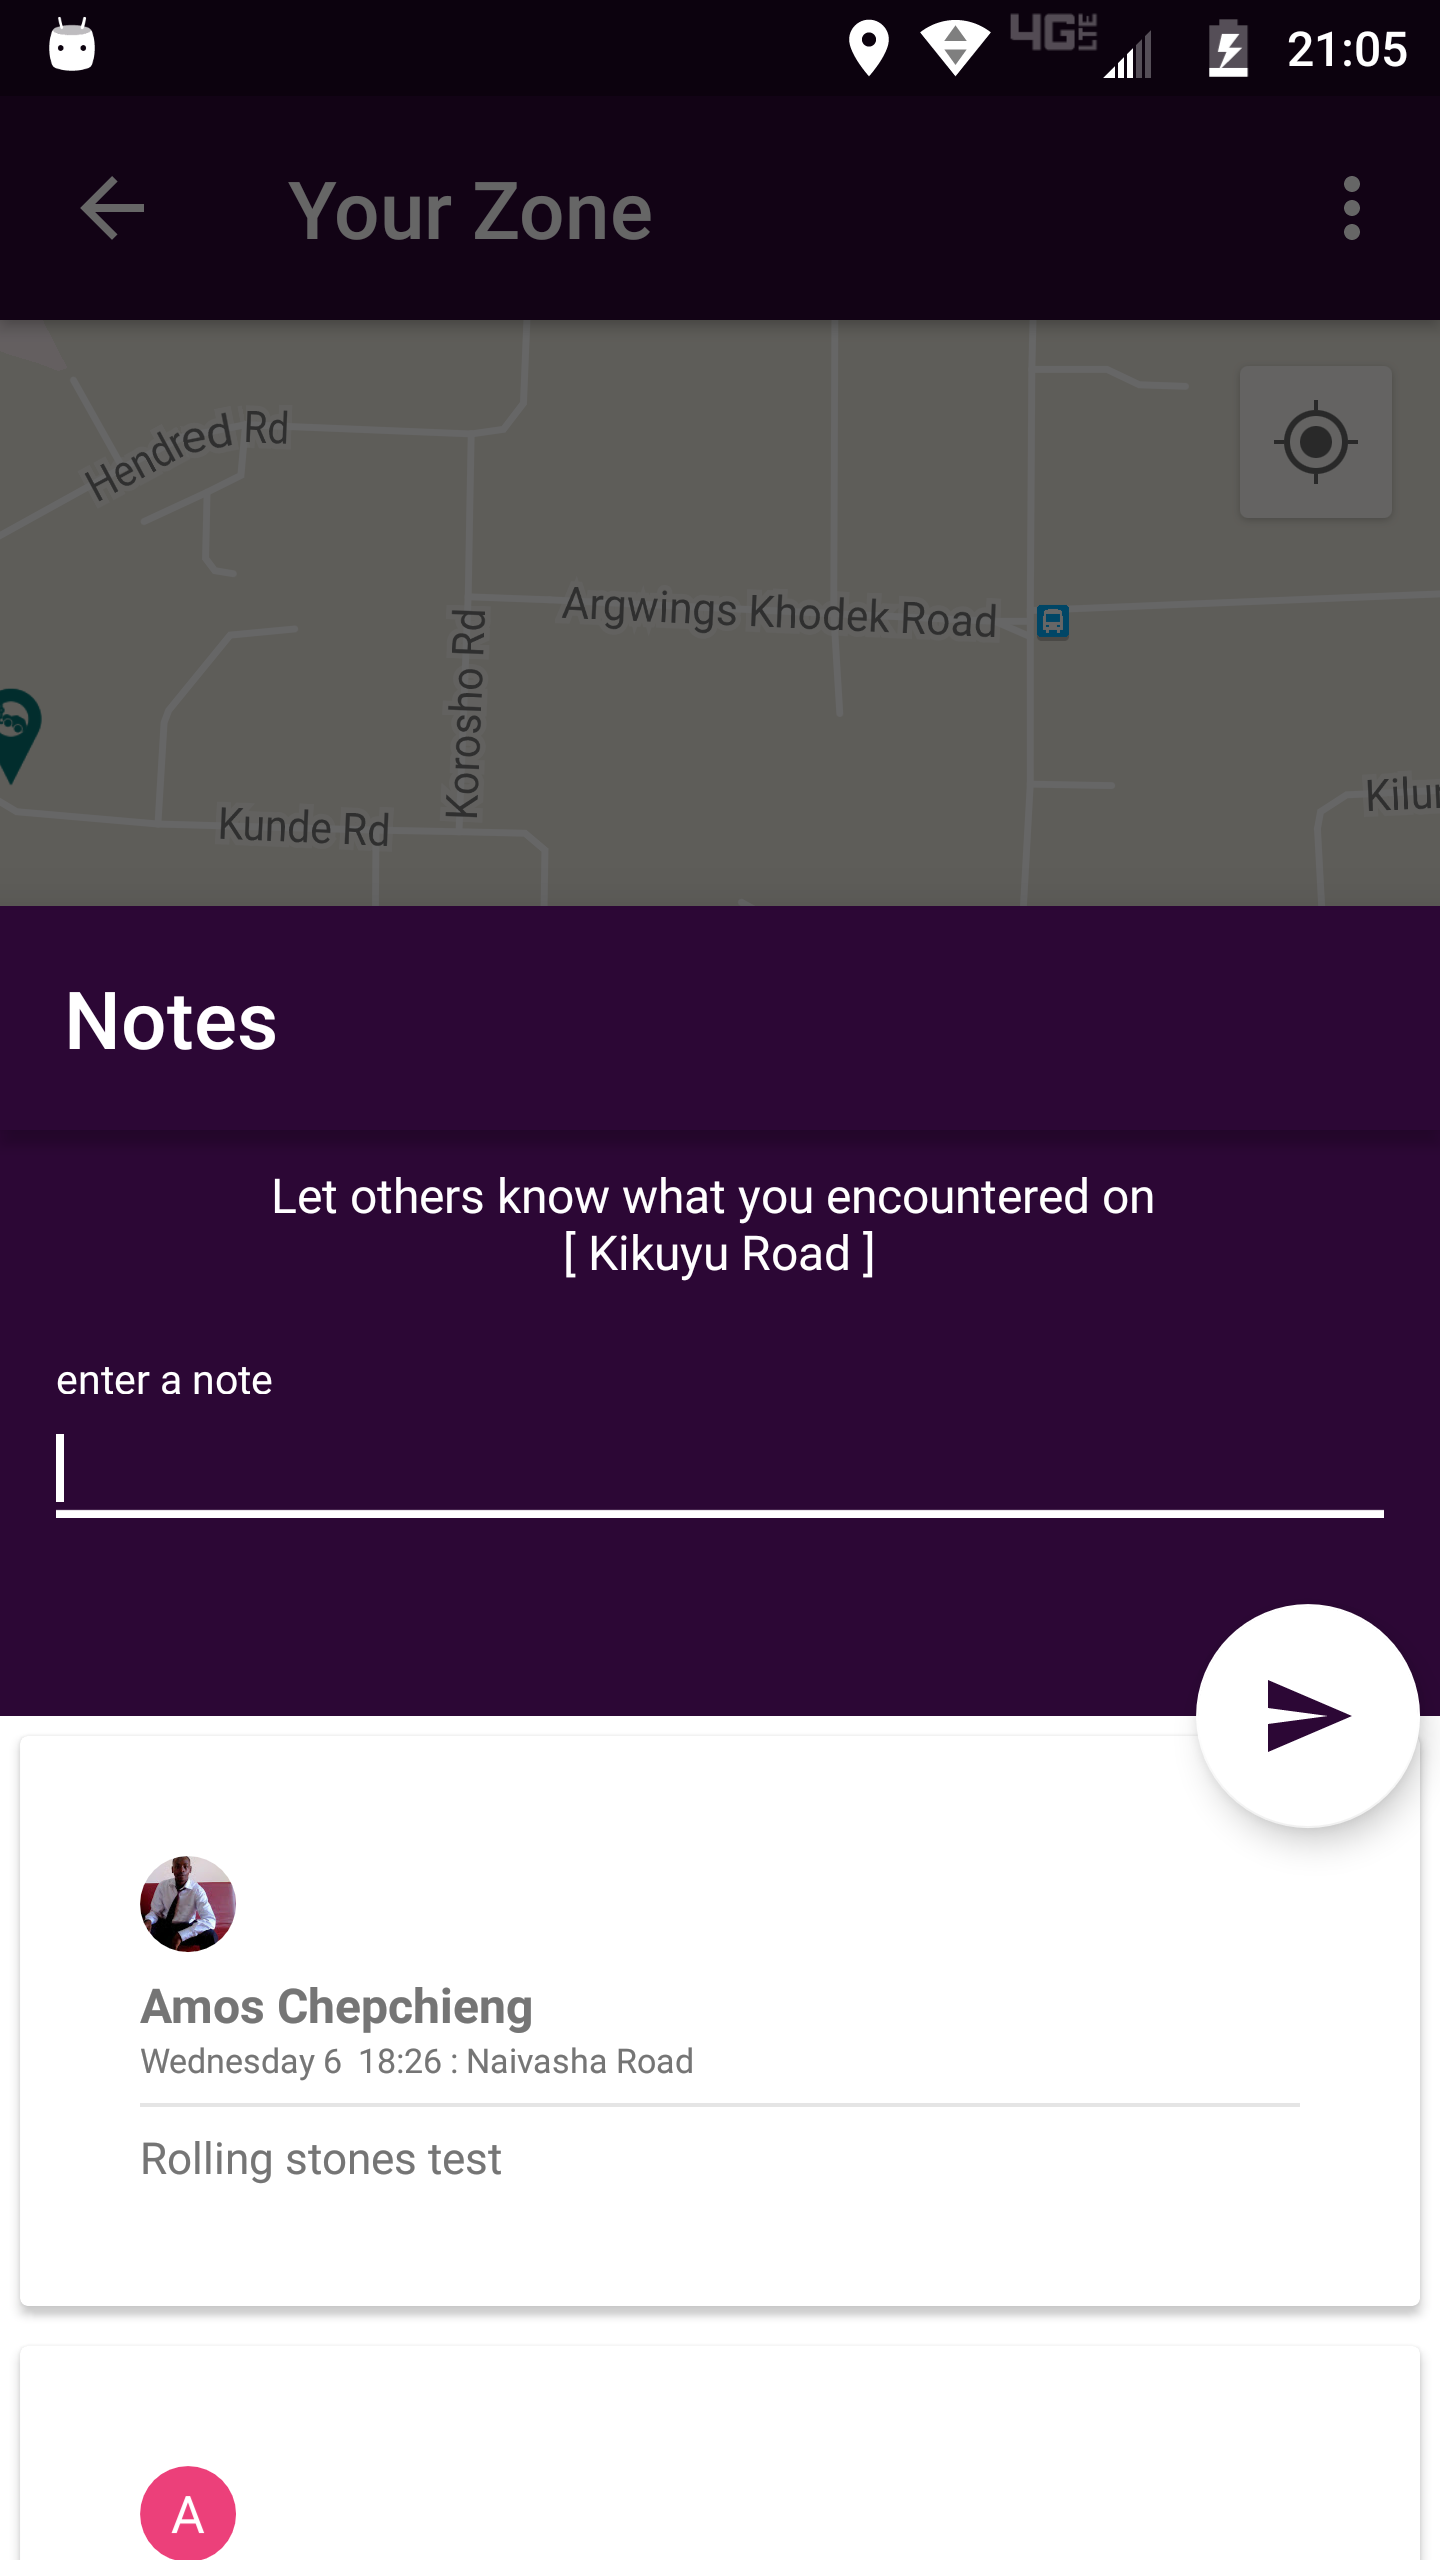 4G LTE 21:05
Your Zone
Hendred Rd
Argwings Khodek Road
Korosho Rd
Kunde Rd
Notes
Let others know what you encountered on
[ Kikuyu Road ]
enter a note
Amos Chepchieng
Wednesday 6 18:26 : Naivasha Road
Rolling stones test
A